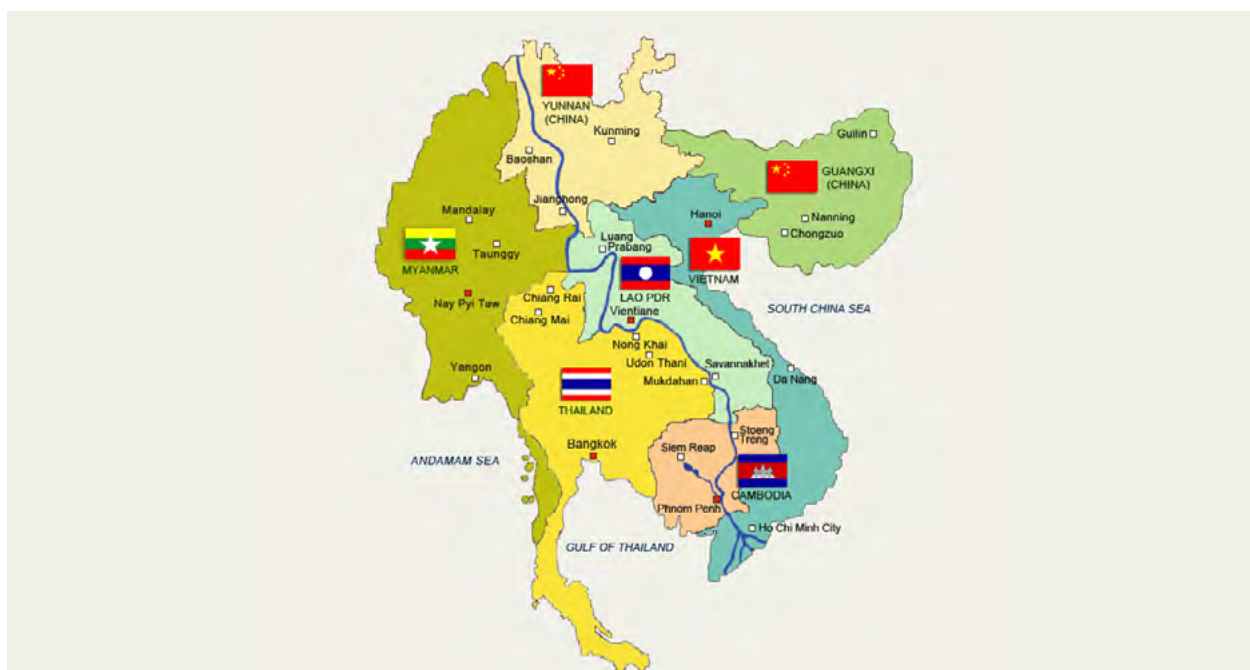 YUNNAN
(CHINA)
Kunming
Guilin
Baoshan
GUANGXI
(CHINA)
Jianghong
Mandalay
Hanoi
Nanning
Chongzuo
Taunggy
Luang
Prabang
MYANMAR
VIETNAM
Chiang Rai
LAO PDR
Nay Pyi Taw
Vientiane
SOUTH CHINA SEA
Chiang Mai
Nong Khai
Udon Thani
Yangon
Savannakhet
Mukdahan
Da Nang
THAILAND
Stoeng
Treng
Bangkok
Siem Reap
ANDAMAM SEA
CAMBODIA
Phnom Penh
Ho Chi Minh City
GULF OF THAILAND